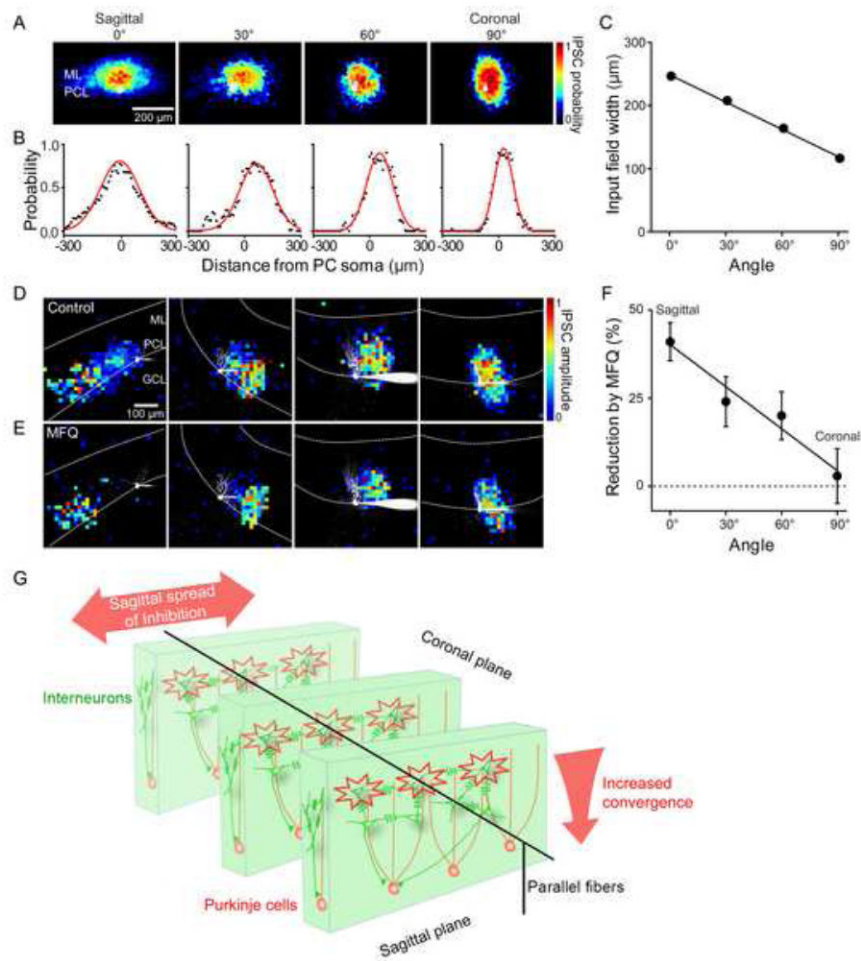 A
Sagittal
0°
30°
60°
Coronal
90°
ML
PCL
200 µm
1
IPSC probability
0
B
Probability
1.0
0.5
0.0
-300
0
300
-300
0
300
-300
0
300
-300
0
300
Distance from PC soma (µm)
C
Input field width (µm)
300
200
100
0
0°
30°
60°
90°
Angle
D
Control
ML
PCL
GCL
100 µm
1
IPSC amplitude
0
E
MFQ
F
Reduction by MFQ (%)
50
25
0
Sagittal
Coronal
0°
30°
60°
90°
Angle
G
Sagittal spread
of Inhibition
Coronal plane
Interneurons
Increased
convergence
Purkinje cells
Parallel fibers
Sagittal plane